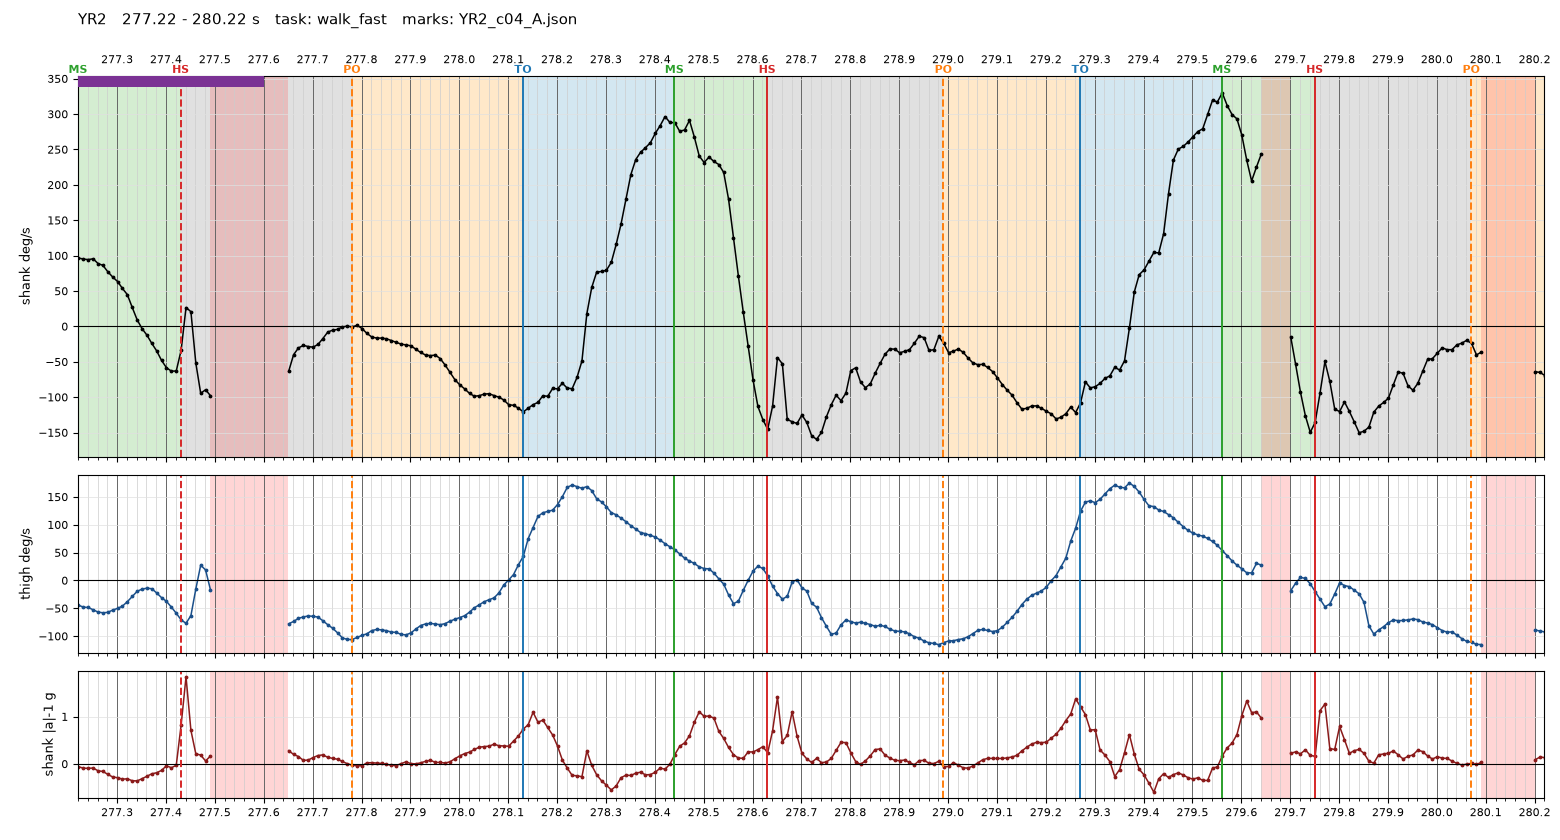 YR2   277.22 - 280.22 s   task: walk_fast   marks: YR2_c04_A.json
277.3 277.4 277.5 277.6 277.7 277.8 277.9 278.0 278.1 278.2 278.3 278.4 278.5 278.6 278.7 278.8 278.9 279.0 279.1 279.2 279.3 279.4 279.5 279.6 279.7 279.8 279.9 280.0 280.1 280.2
MS HS PO TO MS HS PO TO MS HS PO
shank deg/s
350
300
250
200
150
100
50
0
−50
−100
−150
thigh deg/s
150
100
50
0
−50
−100
shank |a|-1 g
1
0
277.3 277.4 277.5 277.6 277.7 277.8 277.9 278.0 278.1 278.2 278.3 278.4 278.5 278.6 278.7 278.8 278.9 279.0 279.1 279.2 279.3 279.4 279.5 279.6 279.7 279.8 279.9 280.0 280.1 280.2